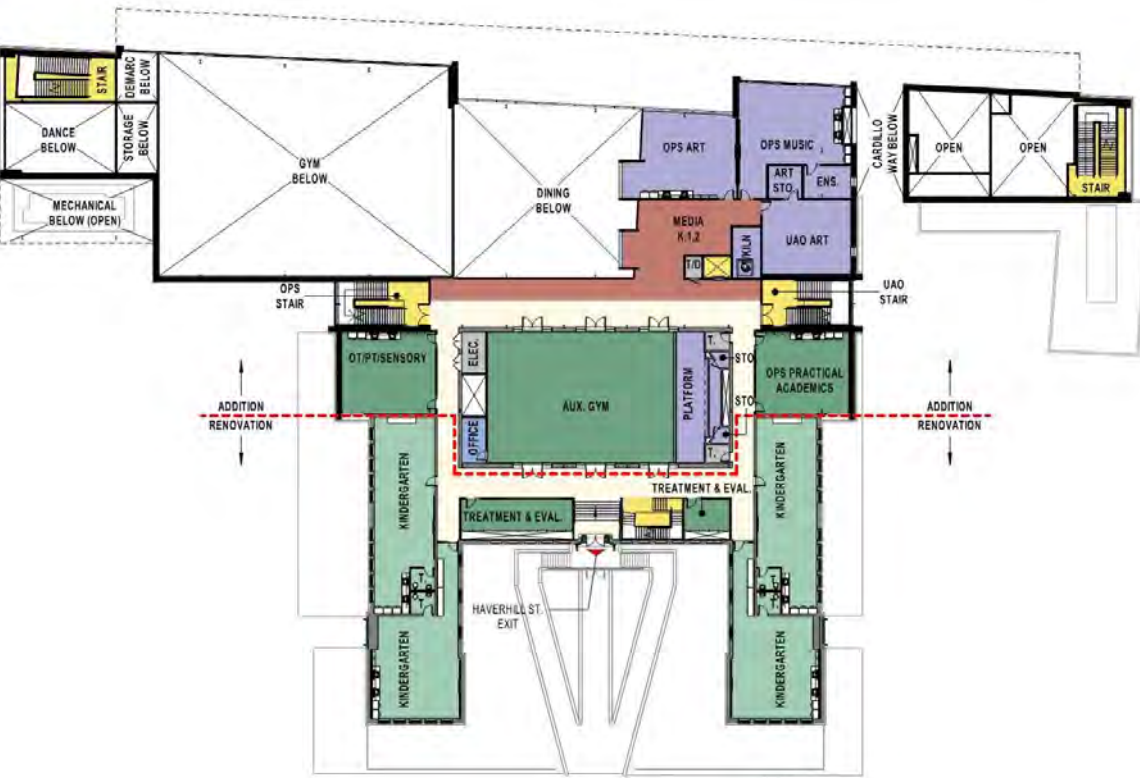 STAIR
DEMARC
BELOW
DANCE
BELOW
STORAGE
BELOW
MECHANICAL
BELOW (OPEN)
GYM
BELOW
DINING
BELOW
OPS ART
OPS MUSIC
ART
STO
ENS.
MEDIA
K,1,2
KILN
T/D
UAO ART
CARDILLO
WAY BELOW
OPEN
OPEN
STAIR
OPS
STAIR
UAO
STAIR
OT/PT/SENSORY
ELEC.
AUX. GYM
PLATFORM
T.
STO
STO
T.
OFFICE
OPS PRACTICAL
ACADEMICS
ADDITION
RENOVATION
ADDITION
RENOVATION
KINDERGARTEN
KINDERGARTEN
TREATMENT & EVAL.
TREATMENT & EVAL.
T
T
T
T
HAVERHILL ST.
EXIT
KINDERGARTEN
KINDERGARTEN